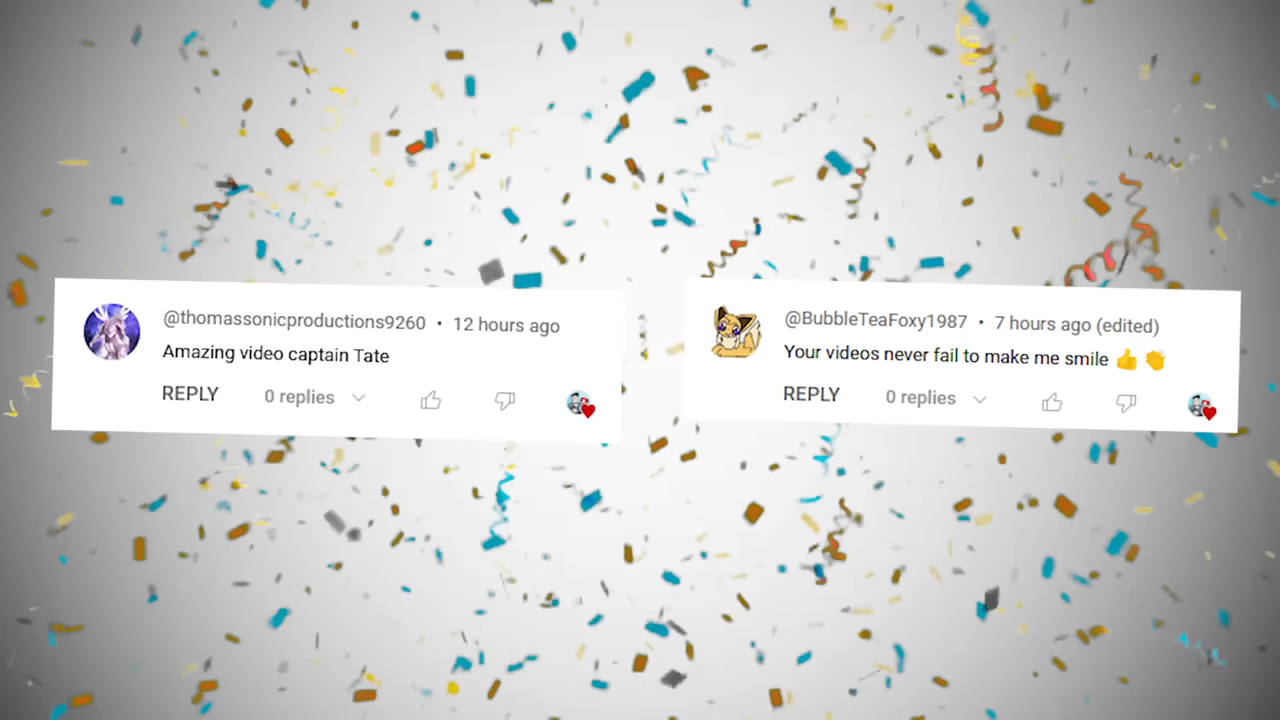 @thomassonicproductions9260 • 12 hours ago
Amazing video captain Tate
REPLY 0 replies
@BubbleTeaFoxy1987 • 7 hours ago (edited)
Your videos never fail to make me smile 👍 👏
REPLY 0 replies